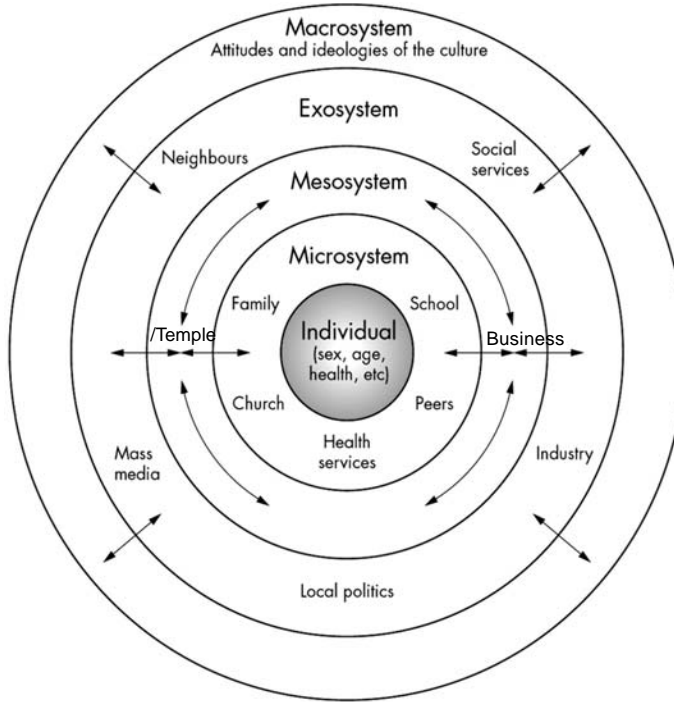 Macrosystem
Attitudes and ideologies of the culture
Exosystem
Neighbours
Social
services
Mesosystem
Microsystem
Family
School
/Temple
Individual
(sex, age,
health, etc)
Business
Church
Peers
Health
services
Mass
media
Industry
Local politics